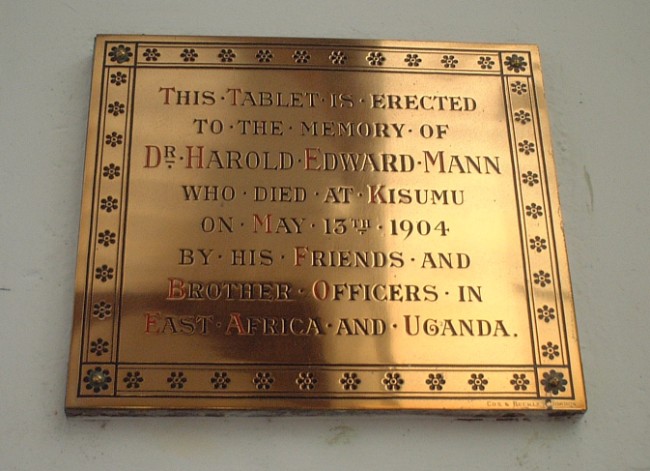 THIS · TABLET · IS · ERECTED
TO · THE · MEMORY · OF
DR · HAROLD · EDWARD · MANN
WHO · DIED · AT · KISUMU
ON · MAY · 13TH · 1904
BY · HIS · FRIENDS · AND
BROTHER · OFFICERS · IN
EAST · AFRICA · AND · UGANDA.